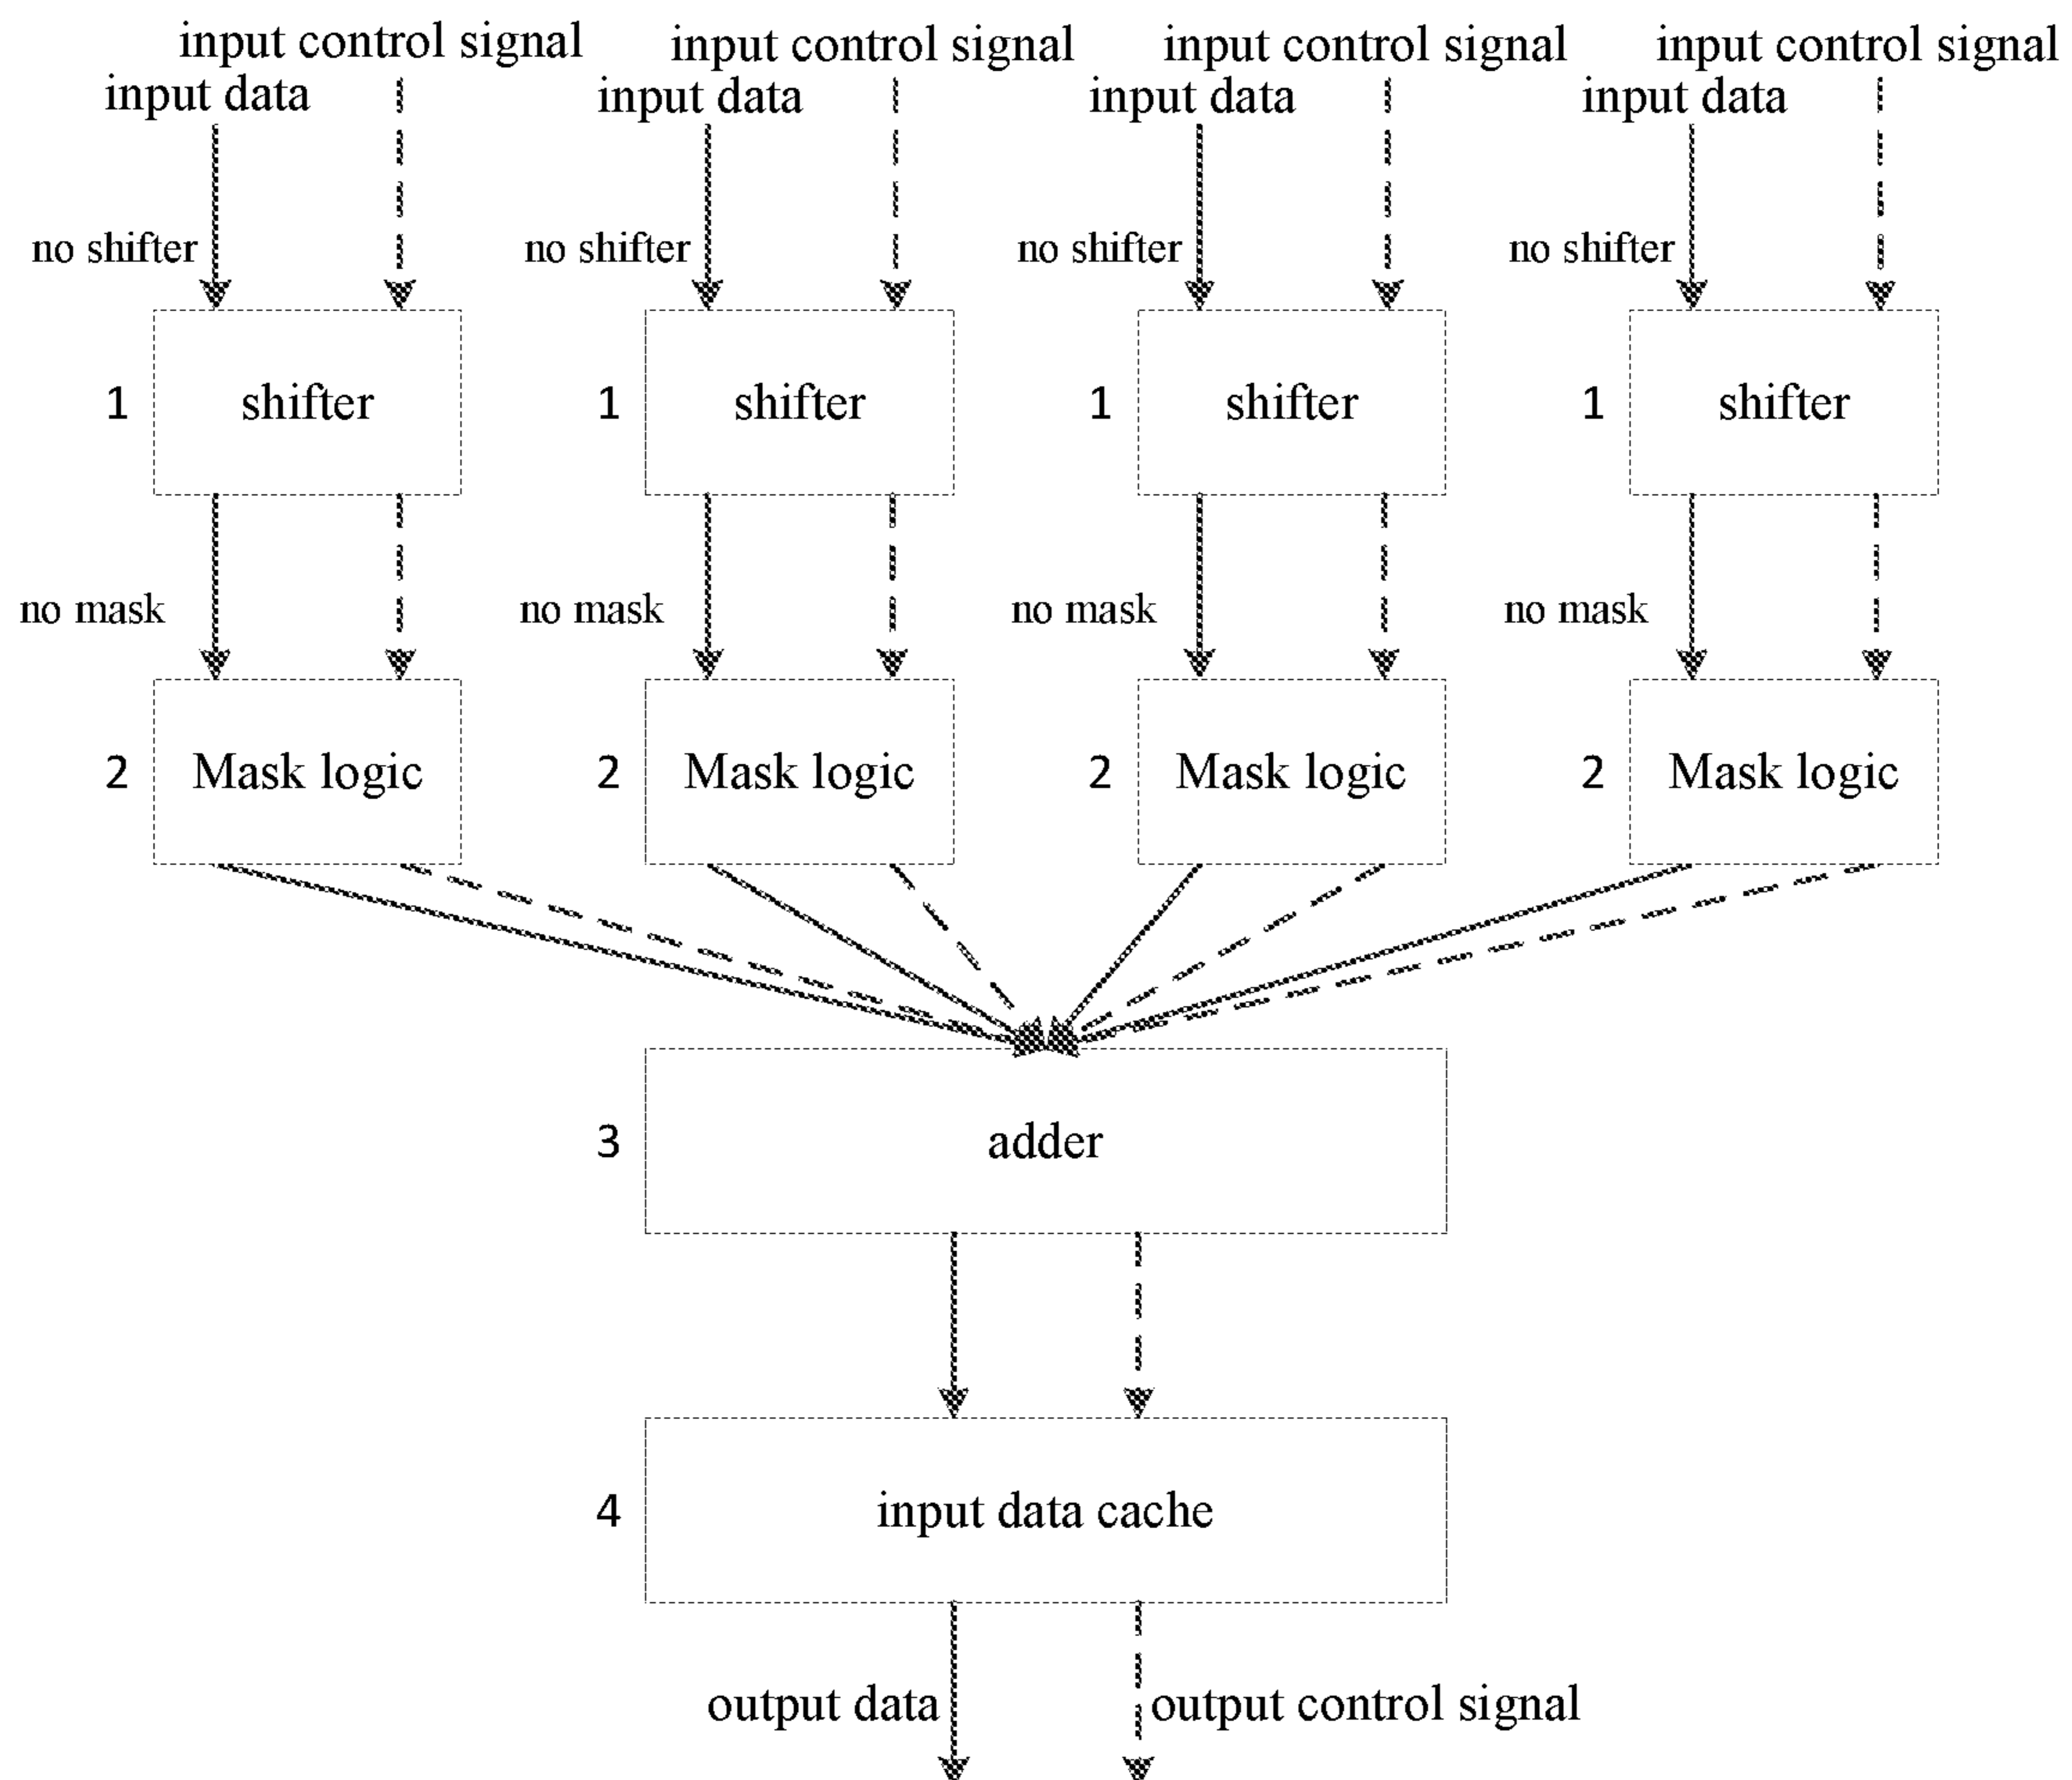 input control signal input control signal input control signal input control signal
input data input data input data input data
no shifter no shifter no shifter no shifter
1 shifter 1 shifter 1 shifter 1 shifter
no mask no mask no mask no mask
2 Mask logic 2 Mask logic 2 Mask logic 2 Mask logic
3 adder
4 input data cache
output data output control signal